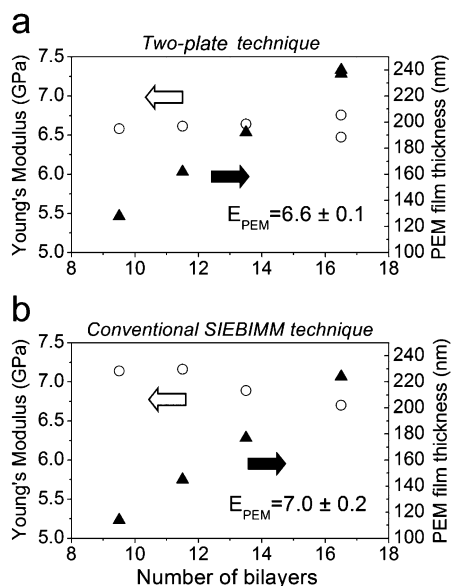 a
Two-plate technique
Young's Modulus (GPa)
7.5
7.0
6.5
6.0
5.5
5.0
240
220
200
180
160
140
120
100
PEM film thickness (nm)
E_PEM=6.6 ± 0.1
8 10 12 14 16 18
b
Conventional SIEBIMM technique
Young's Modulus (GPa)
7.5
7.0
6.5
6.0
5.5
5.0
240
220
200
180
160
140
120
100
PEM film thickness (nm)
E_PEM=7.0 ± 0.2
8 10 12 14 16 18
Number of bilayers